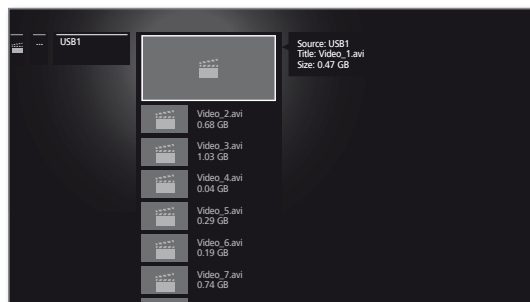 ...
USB1
Source: USB1
Title: Video_1.avi
Size: 0.47 GB
Video_2.avi
0.68 GB
Video_3.avi
1.03 GB
Video_4.avi
0.04 GB
Video_5.avi
0.29 GB
Video_6.avi
0.19 GB
Video_7.avi
0.74 GB